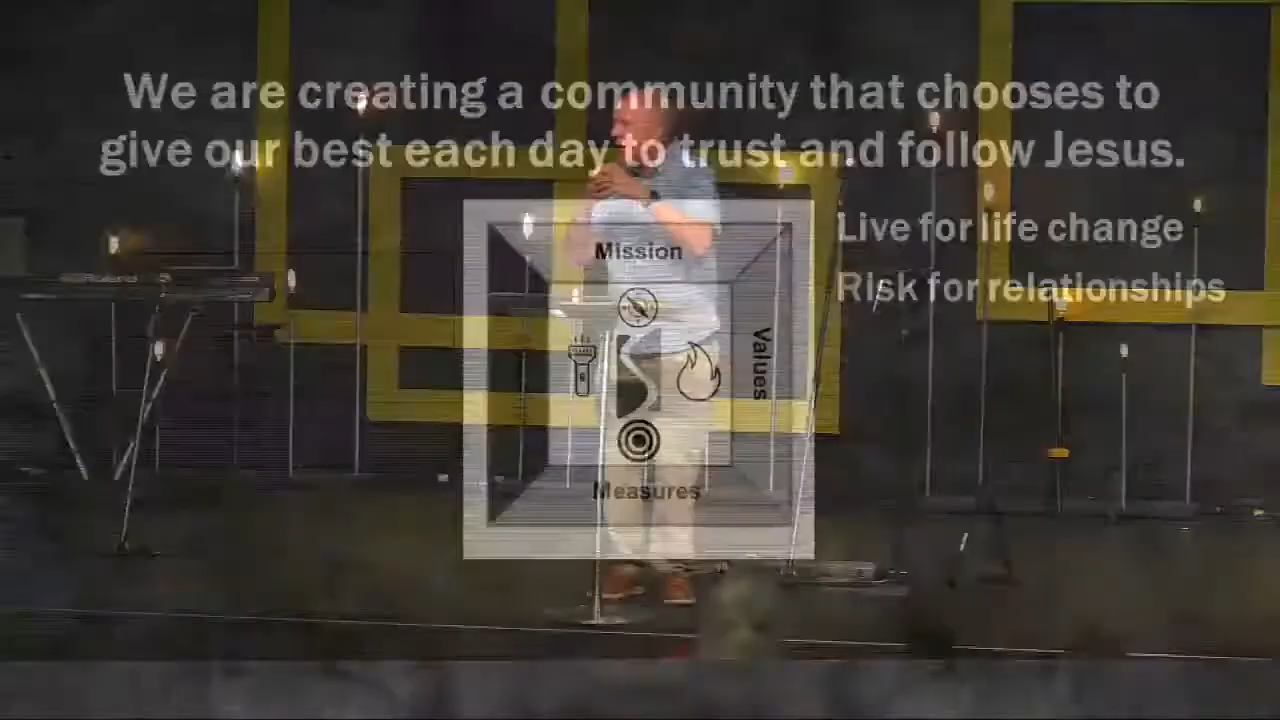 We are creating a community that chooses to
give our best each day to trust and follow Jesus.
Live for life change
Risk for relationships
Mission
Values
Measures